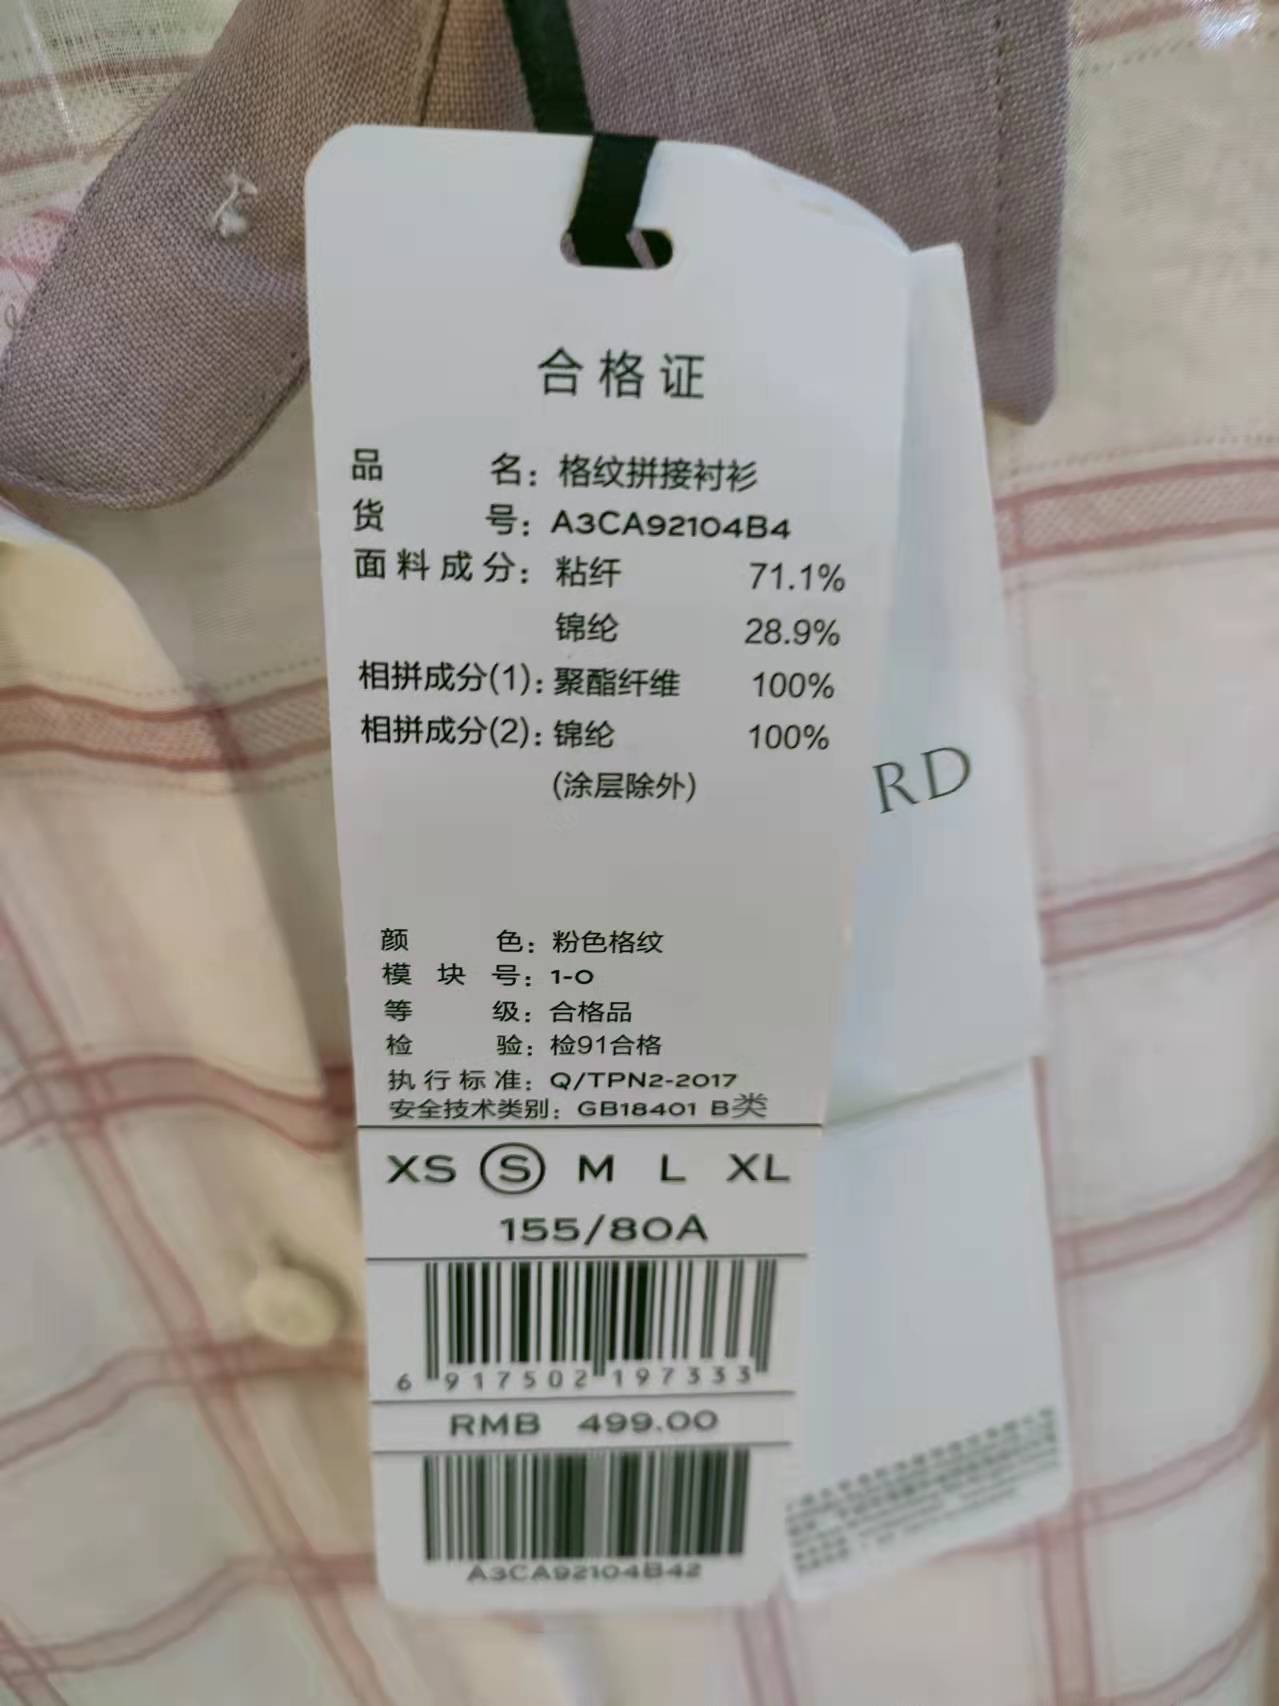 合格证
品 名：格纹拼接衬衫
货 号：A3CA92104B4
面料成分：粘纤 71.1%
锦纶 28.9%
相拼成分(1)：聚酯纤维 100%
相拼成分(2)：锦纶 100%
(涂层除外)
RD
颜 色：粉色格纹
模 块 号：1-0
等 级：合格品
检 验：检91合格
执行标准：Q/TPN2-2017
安全技术类别：GB18401 B类
XS S M L XL
155/80A
6 917502 197333
RMB 499.00
A3CA92104B42